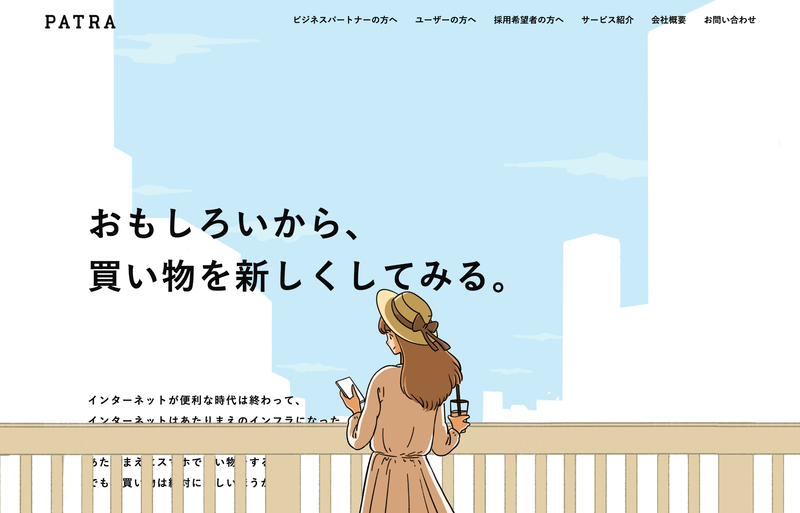 PATRA
ビジネスパートナーの方へ ユーザーの方へ 採用希望者の方へ サービス紹介 会社概要 お問い合わせ
おもしろいから、
買い物を新しくしてみる。
インターネットが便利な時代は終わって、
インターネットはあたりまえのインフラになった